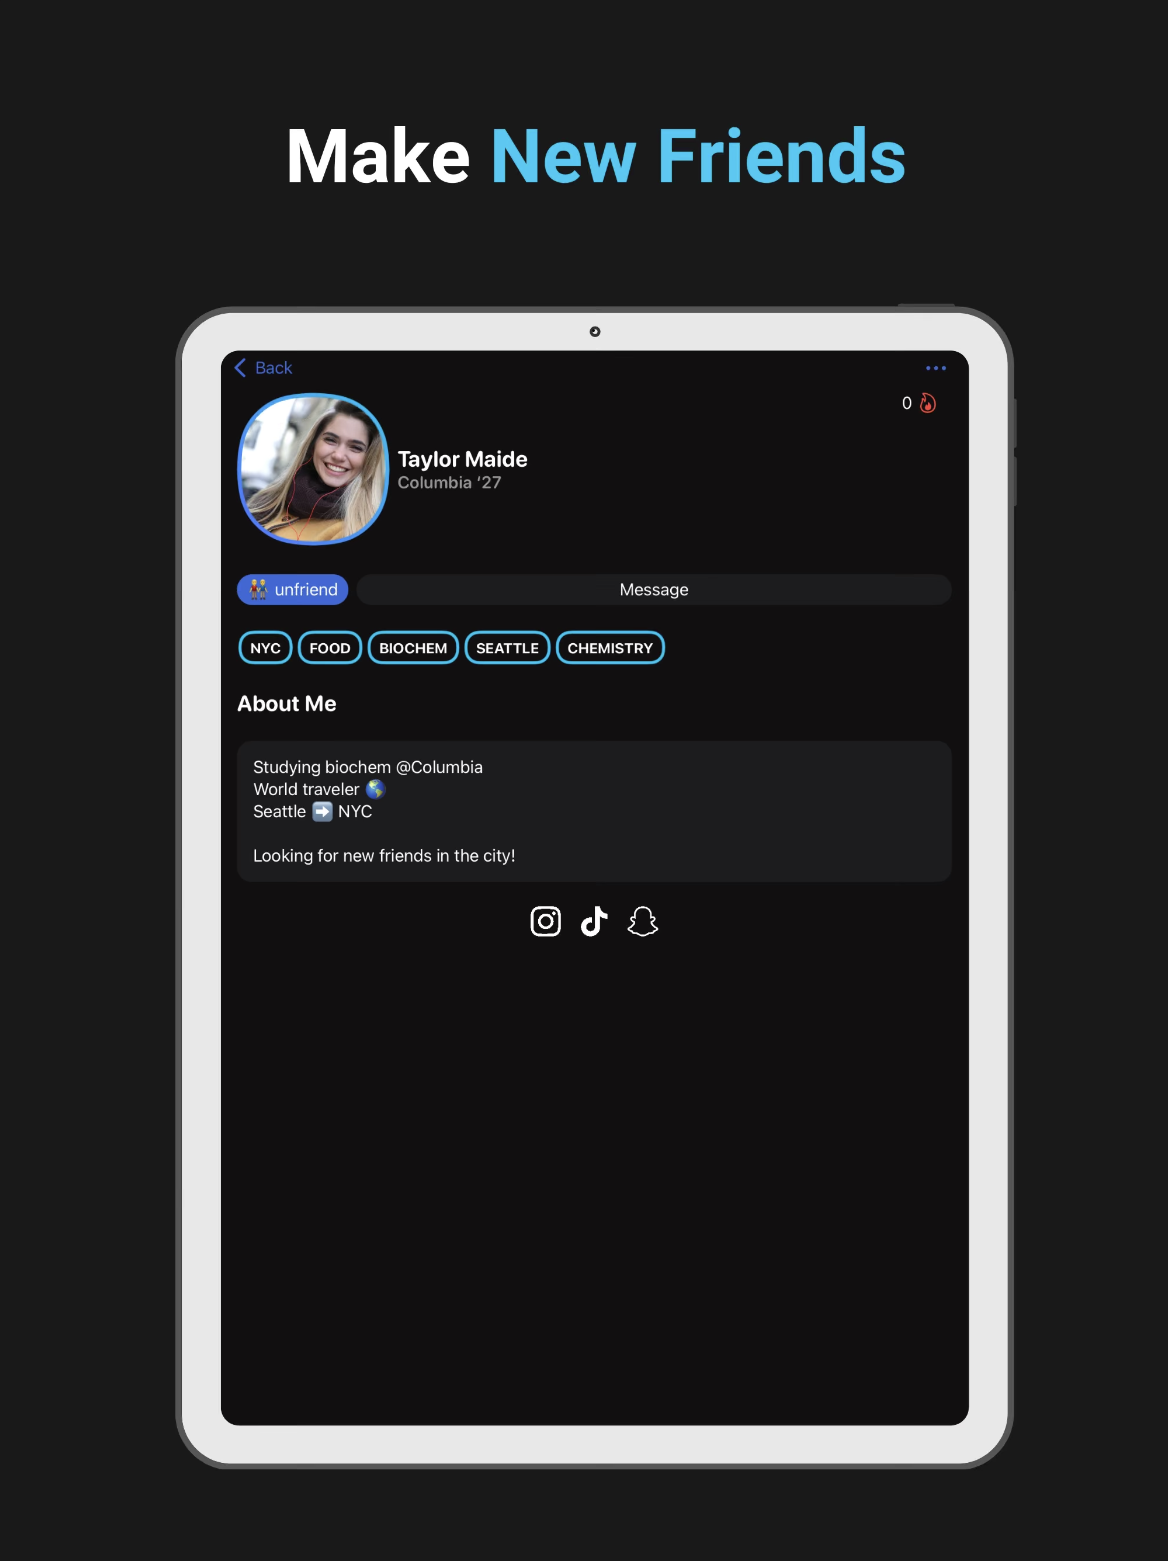 Make New Friends
Back
0
Taylor Maide
Columbia ‘27
unfriend
Message
NYC FOOD BIOCHEM SEATTLE CHEMISTRY
About Me
Studying biochem @Columbia
World traveler 🌎
Seattle ➡️ NYC
Looking for new friends in the city!